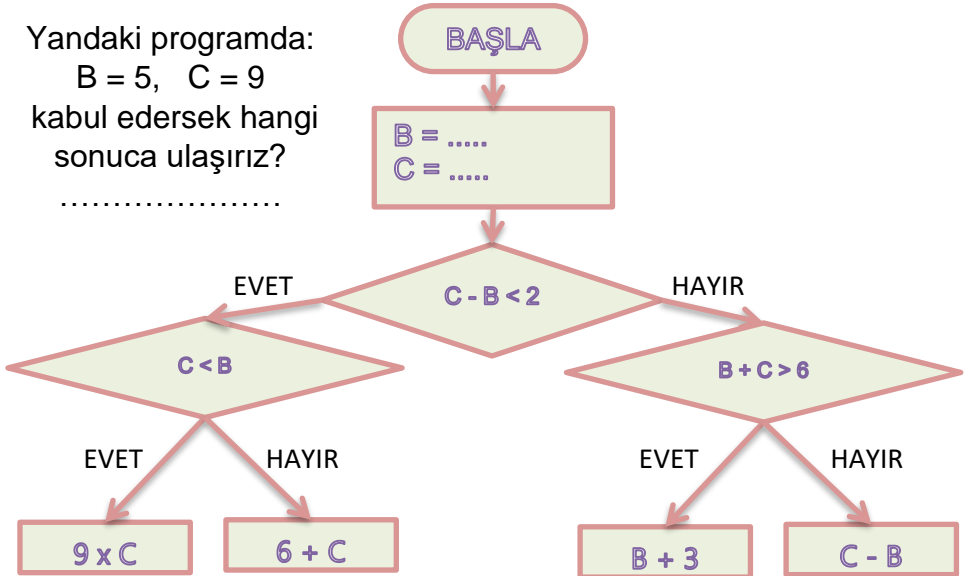 Yandaki programda:
B = 5, C = 9
kabul edersek hangi
sonuca ulaşırız?
.....................
BAŞLA
B = .....
C = .....
C - B < 2
EVET
HAYIR
C < B
B + C > 6
EVET
HAYIR
EVET
HAYIR
9 x C
6 + C
B + 3
C - B